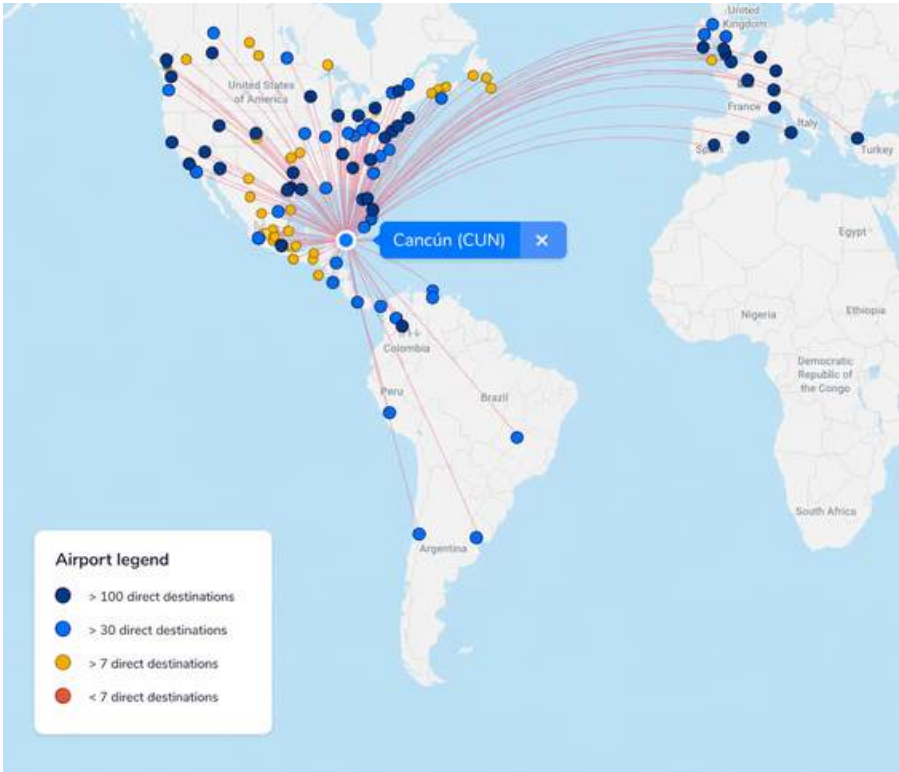 United
Kingdom
United States
of America
France
Italy
Turkey
Cancún (CUN)
×
Egypt
Nigeria
Ethiopia
Colombia
Democratic
Republic of
the Congo
Peru
Brazil
South Africa
Argentina
Airport legend
> 100 direct destinations
> 30 direct destinations
> 7 direct destinations
< 7 direct destinations